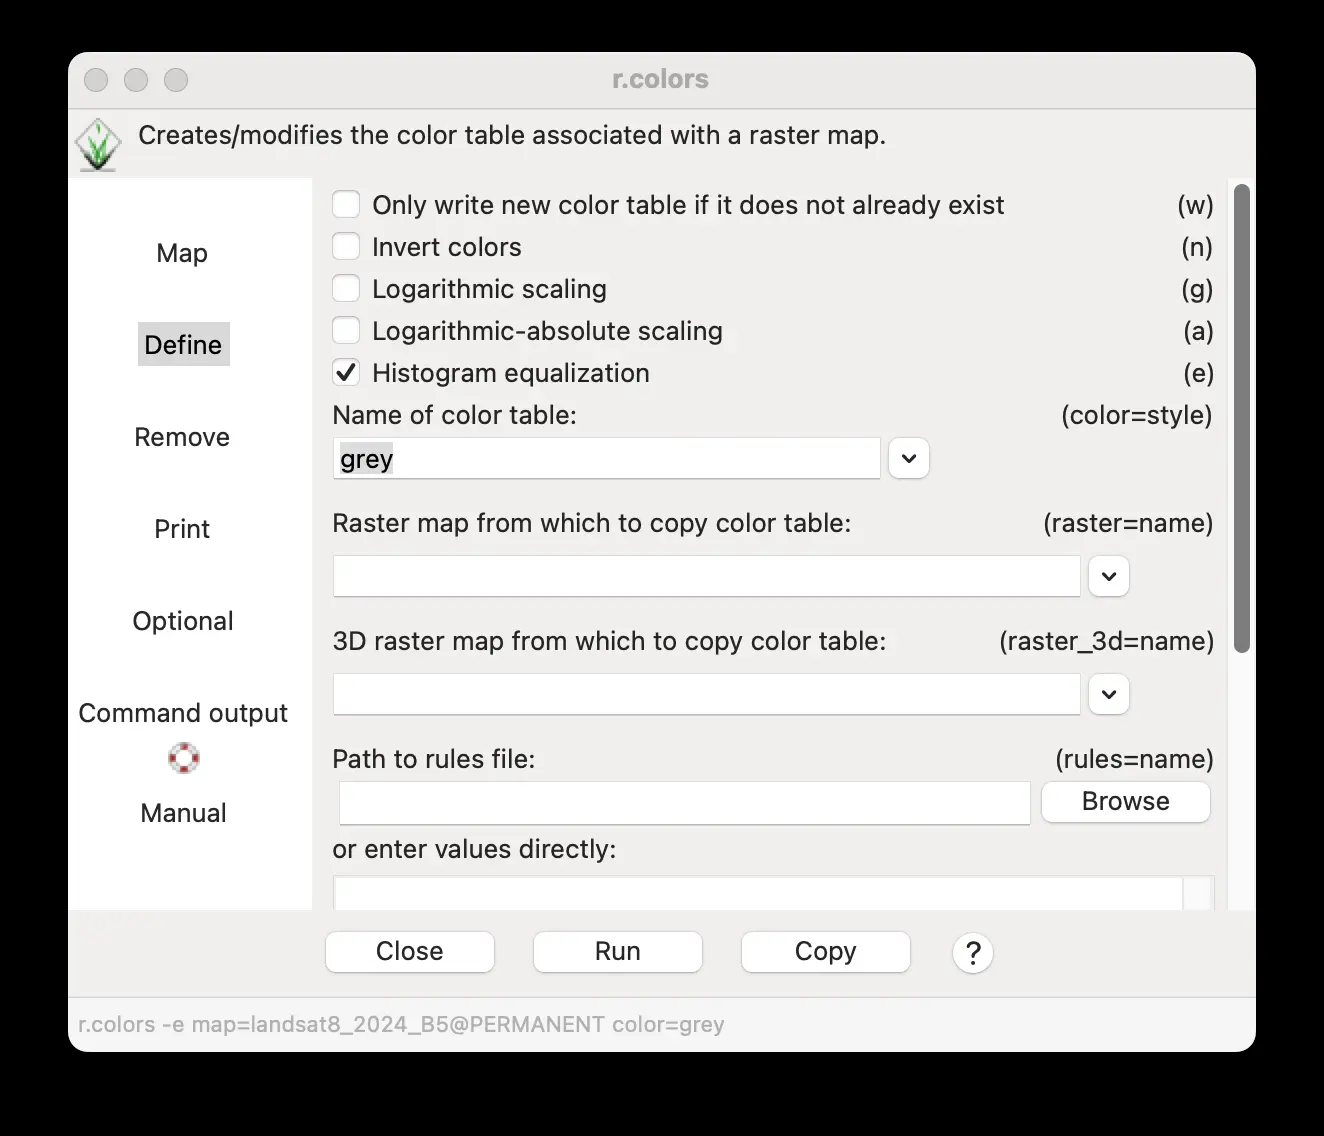 r.colors
Creates/modifies the color table associated with a raster map.
Map
Define
Remove
Print
Optional
Command output
Manual
Only write new color table if it does not already exist (w)
Invert colors (n)
Logarithmic scaling (g)
Logarithmic-absolute scaling (a)
Histogram equalization (e)
Name of color table: (color=style)
grey
Raster map from which to copy color table: (raster=name)
3D raster map from which to copy color table: (raster_3d=name)
Path to rules file: (rules=name)
Browse
or enter values directly:
Close Run Copy ?
r.colors -e map=landsat8_2024_B5@PERMANENT color=grey